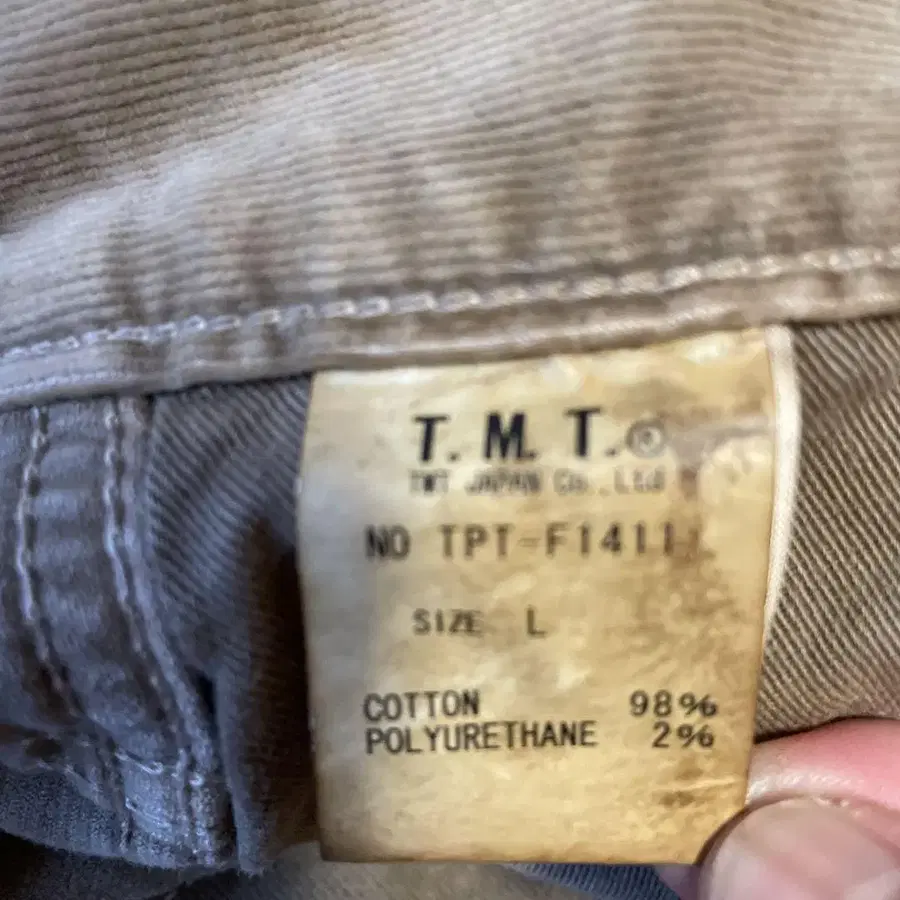 T. M. T.®
TMT JAPAN Co.,Ltd
NO TPT-F1411
SIZE L
COTTON 98%
POLYURETHANE 2%